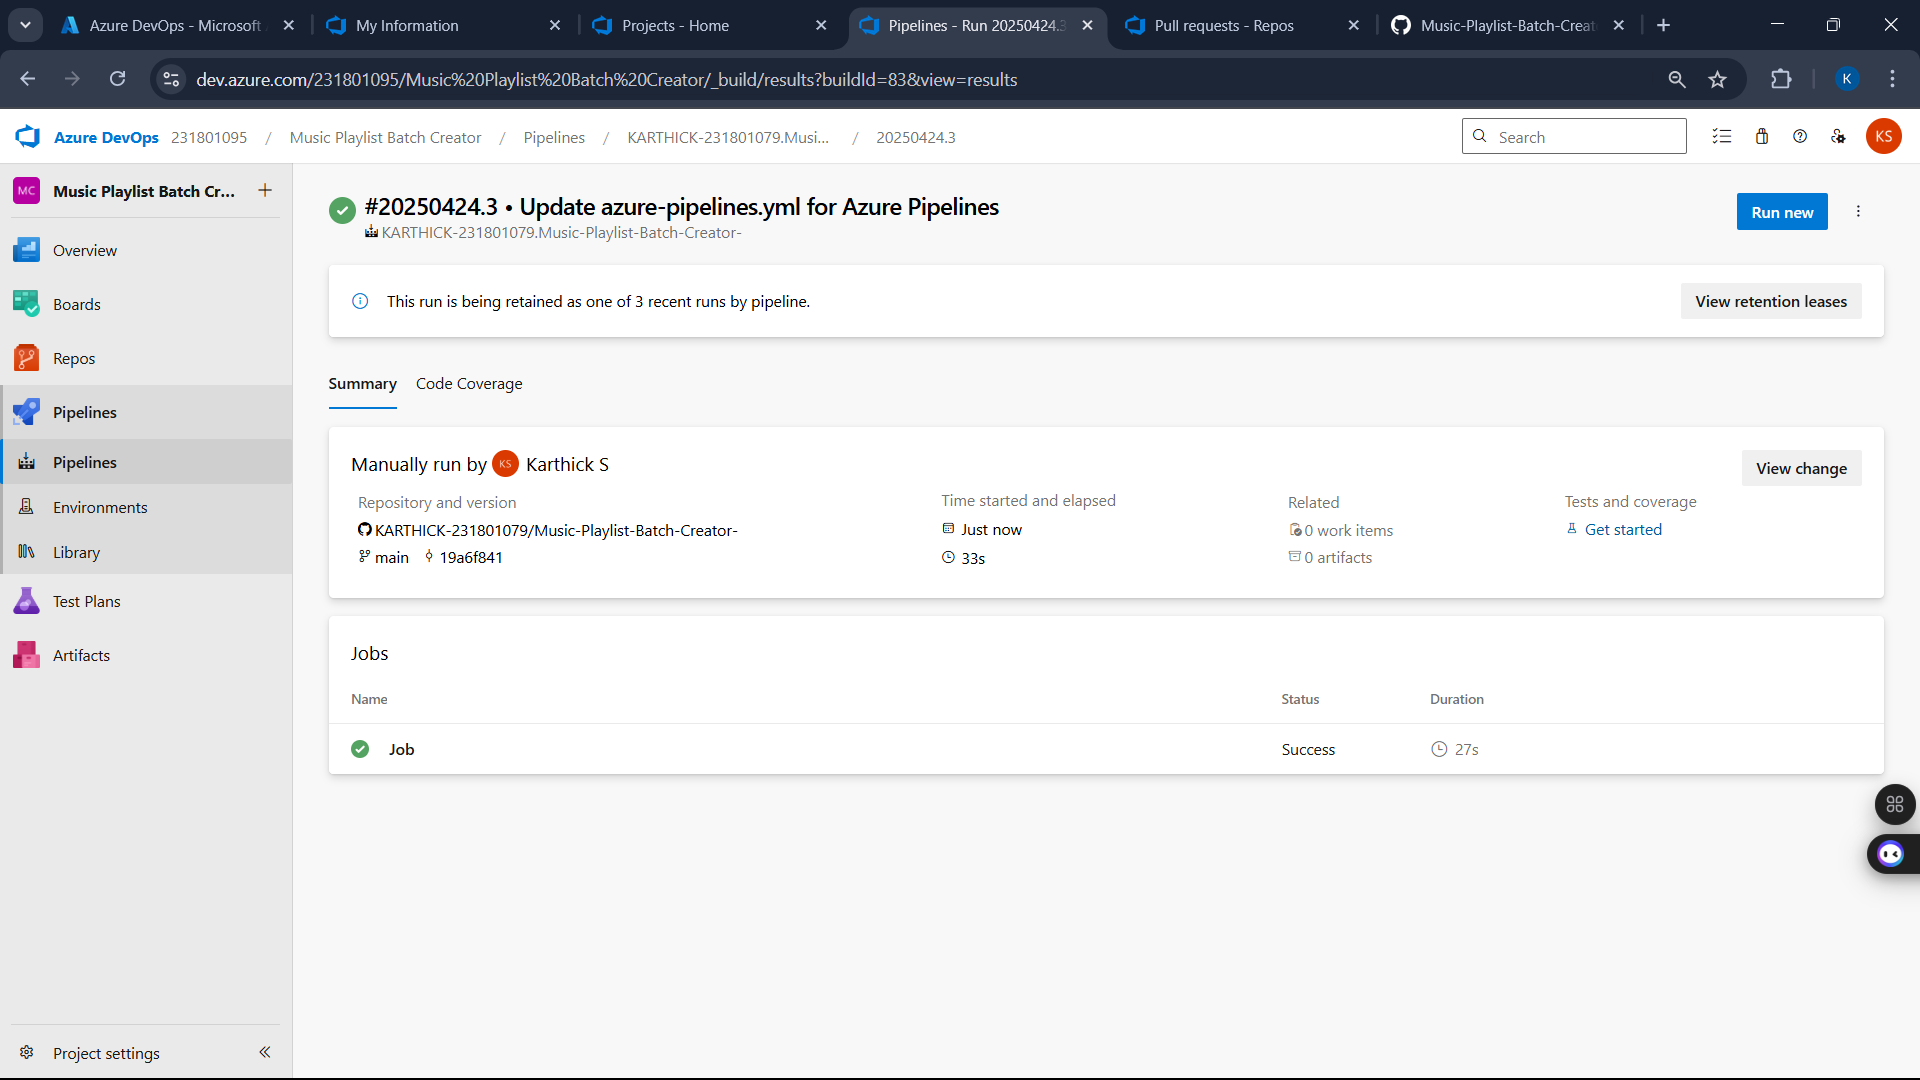 Azure DevOps - Microsoft
My Information
Projects - Home
Pipelines - Run 20250424.3
Pull requests - Repos
Music-Playlist-Batch-Creat
dev.azure.com/231801095/Music%20Playlist%20Batch%20Creator/_build/results?buildId=83&view=results
K
Azure DevOps 231801095 / Music Playlist Batch Creator / Pipelines / KARTHICK-231801079.Musi... / 20250424.3
Search
KS
MC Music Playlist Batch Cr... +
Overview
Boards
Repos
Pipelines
Pipelines
Environments
Library
Test Plans
Artifacts
Project settings
#20250424.3 • Update azure-pipelines.yml for Azure Pipelines
KARTHICK-231801079.Music-Playlist-Batch-Creator-
Run new
This run is being retained as one of 3 recent runs by pipeline.
View retention leases
Summary Code Coverage
Manually run by KS Karthick S
View change
Repository and version
KARTHICK-231801079/Music-Playlist-Batch-Creator-
main 19a6f841
Time started and elapsed
Just now
33s
Related
0 work items
0 artifacts
Tests and coverage
Get started
Jobs
Name Status Duration
Job Success 27s